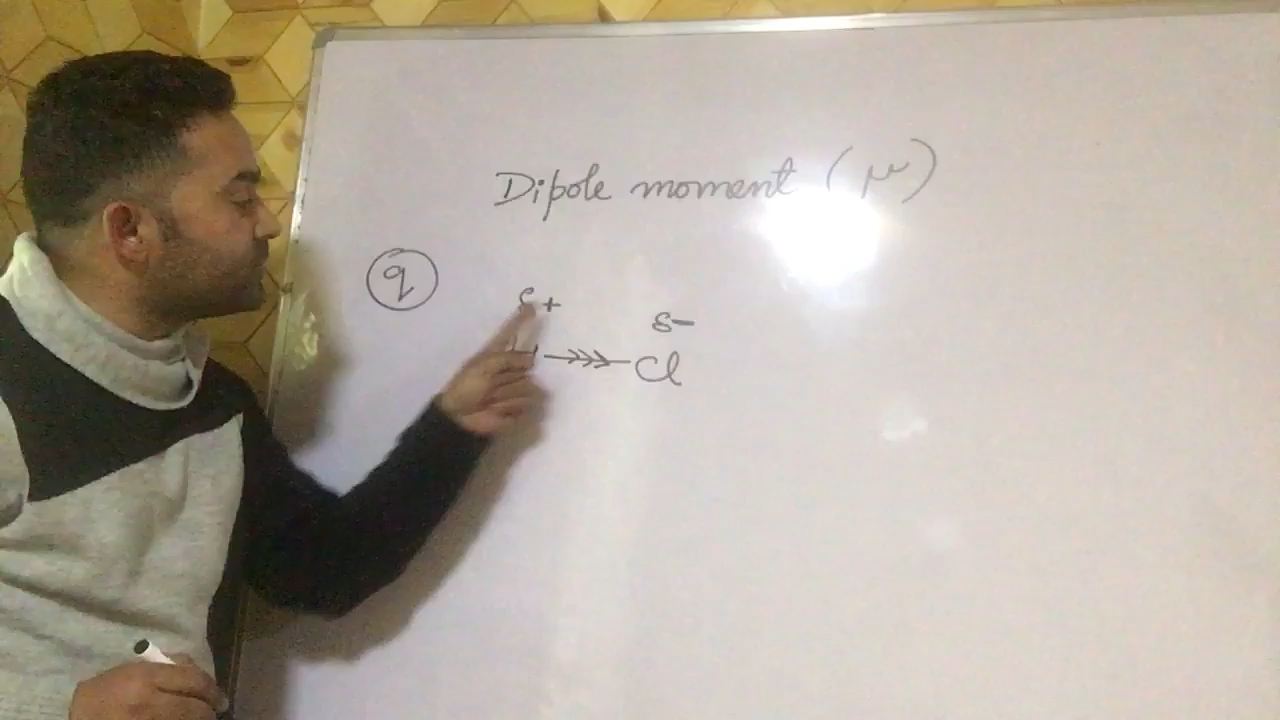 Dipole moment (μ)
q
δ+ δ-
Cl